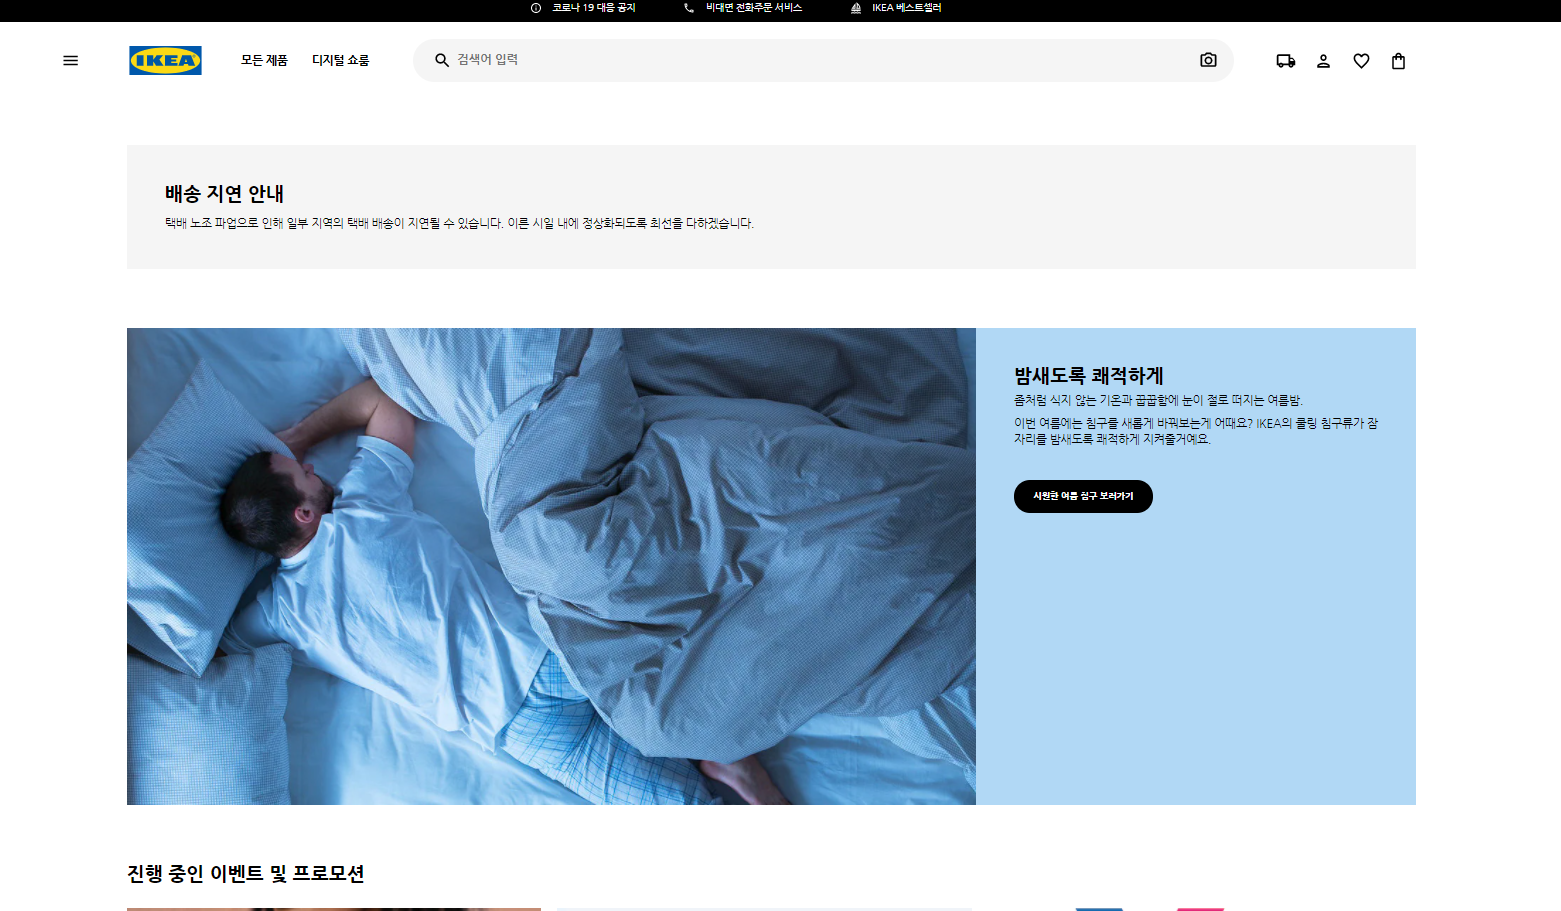 코로나 19 대응 공지
비대면 전화주문 서비스
IKEA 베스트셀러
IKEA
모든 제품
디지털 쇼룸
검색어 입력
배송 지연 안내
택배 노조 파업으로 인해 일부 지역의 택배 배송이 지연될 수 있습니다. 이른 시일 내에 정상화되도록 최선을 다하겠습니다.
밤새도록 쾌적하게
좀처럼 식지 않는 기온과 꿉꿉함에 눈이 절로 떠지는 여름밤.
이번 여름에는 침구를 새롭게 바꿔보는게 어때요? IKEA의 쿨링 침구류가 잠
자리를 밤새도록 쾌적하게 지켜줄거예요.
시원한 여름 침구 보러가기
진행 중인 이벤트 및 프로모션